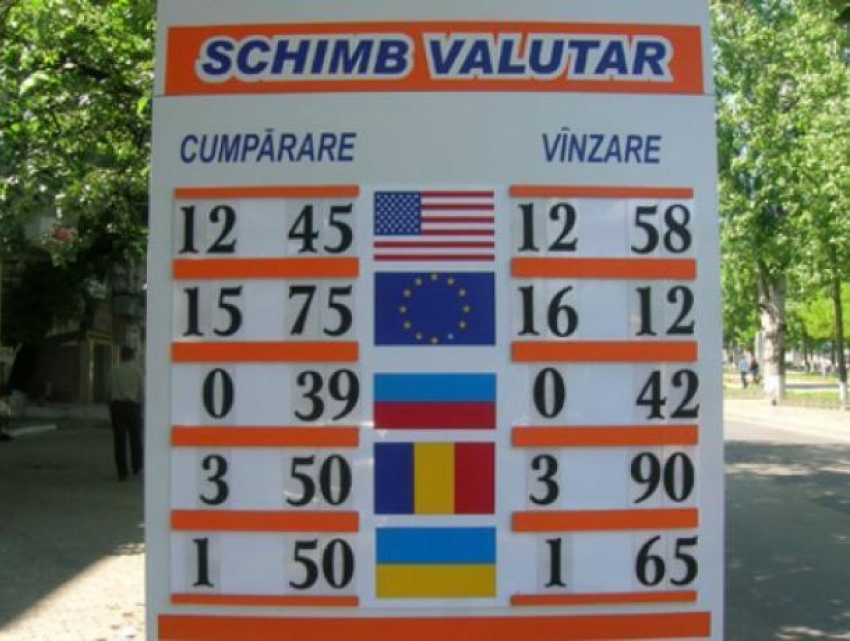 SCHIMB VALUTAR
CUMPĂRARE VÎNZARE
12 45 12 58
15 75 16 12
0 39 0 42
3 50 3 90
1 50 1 65